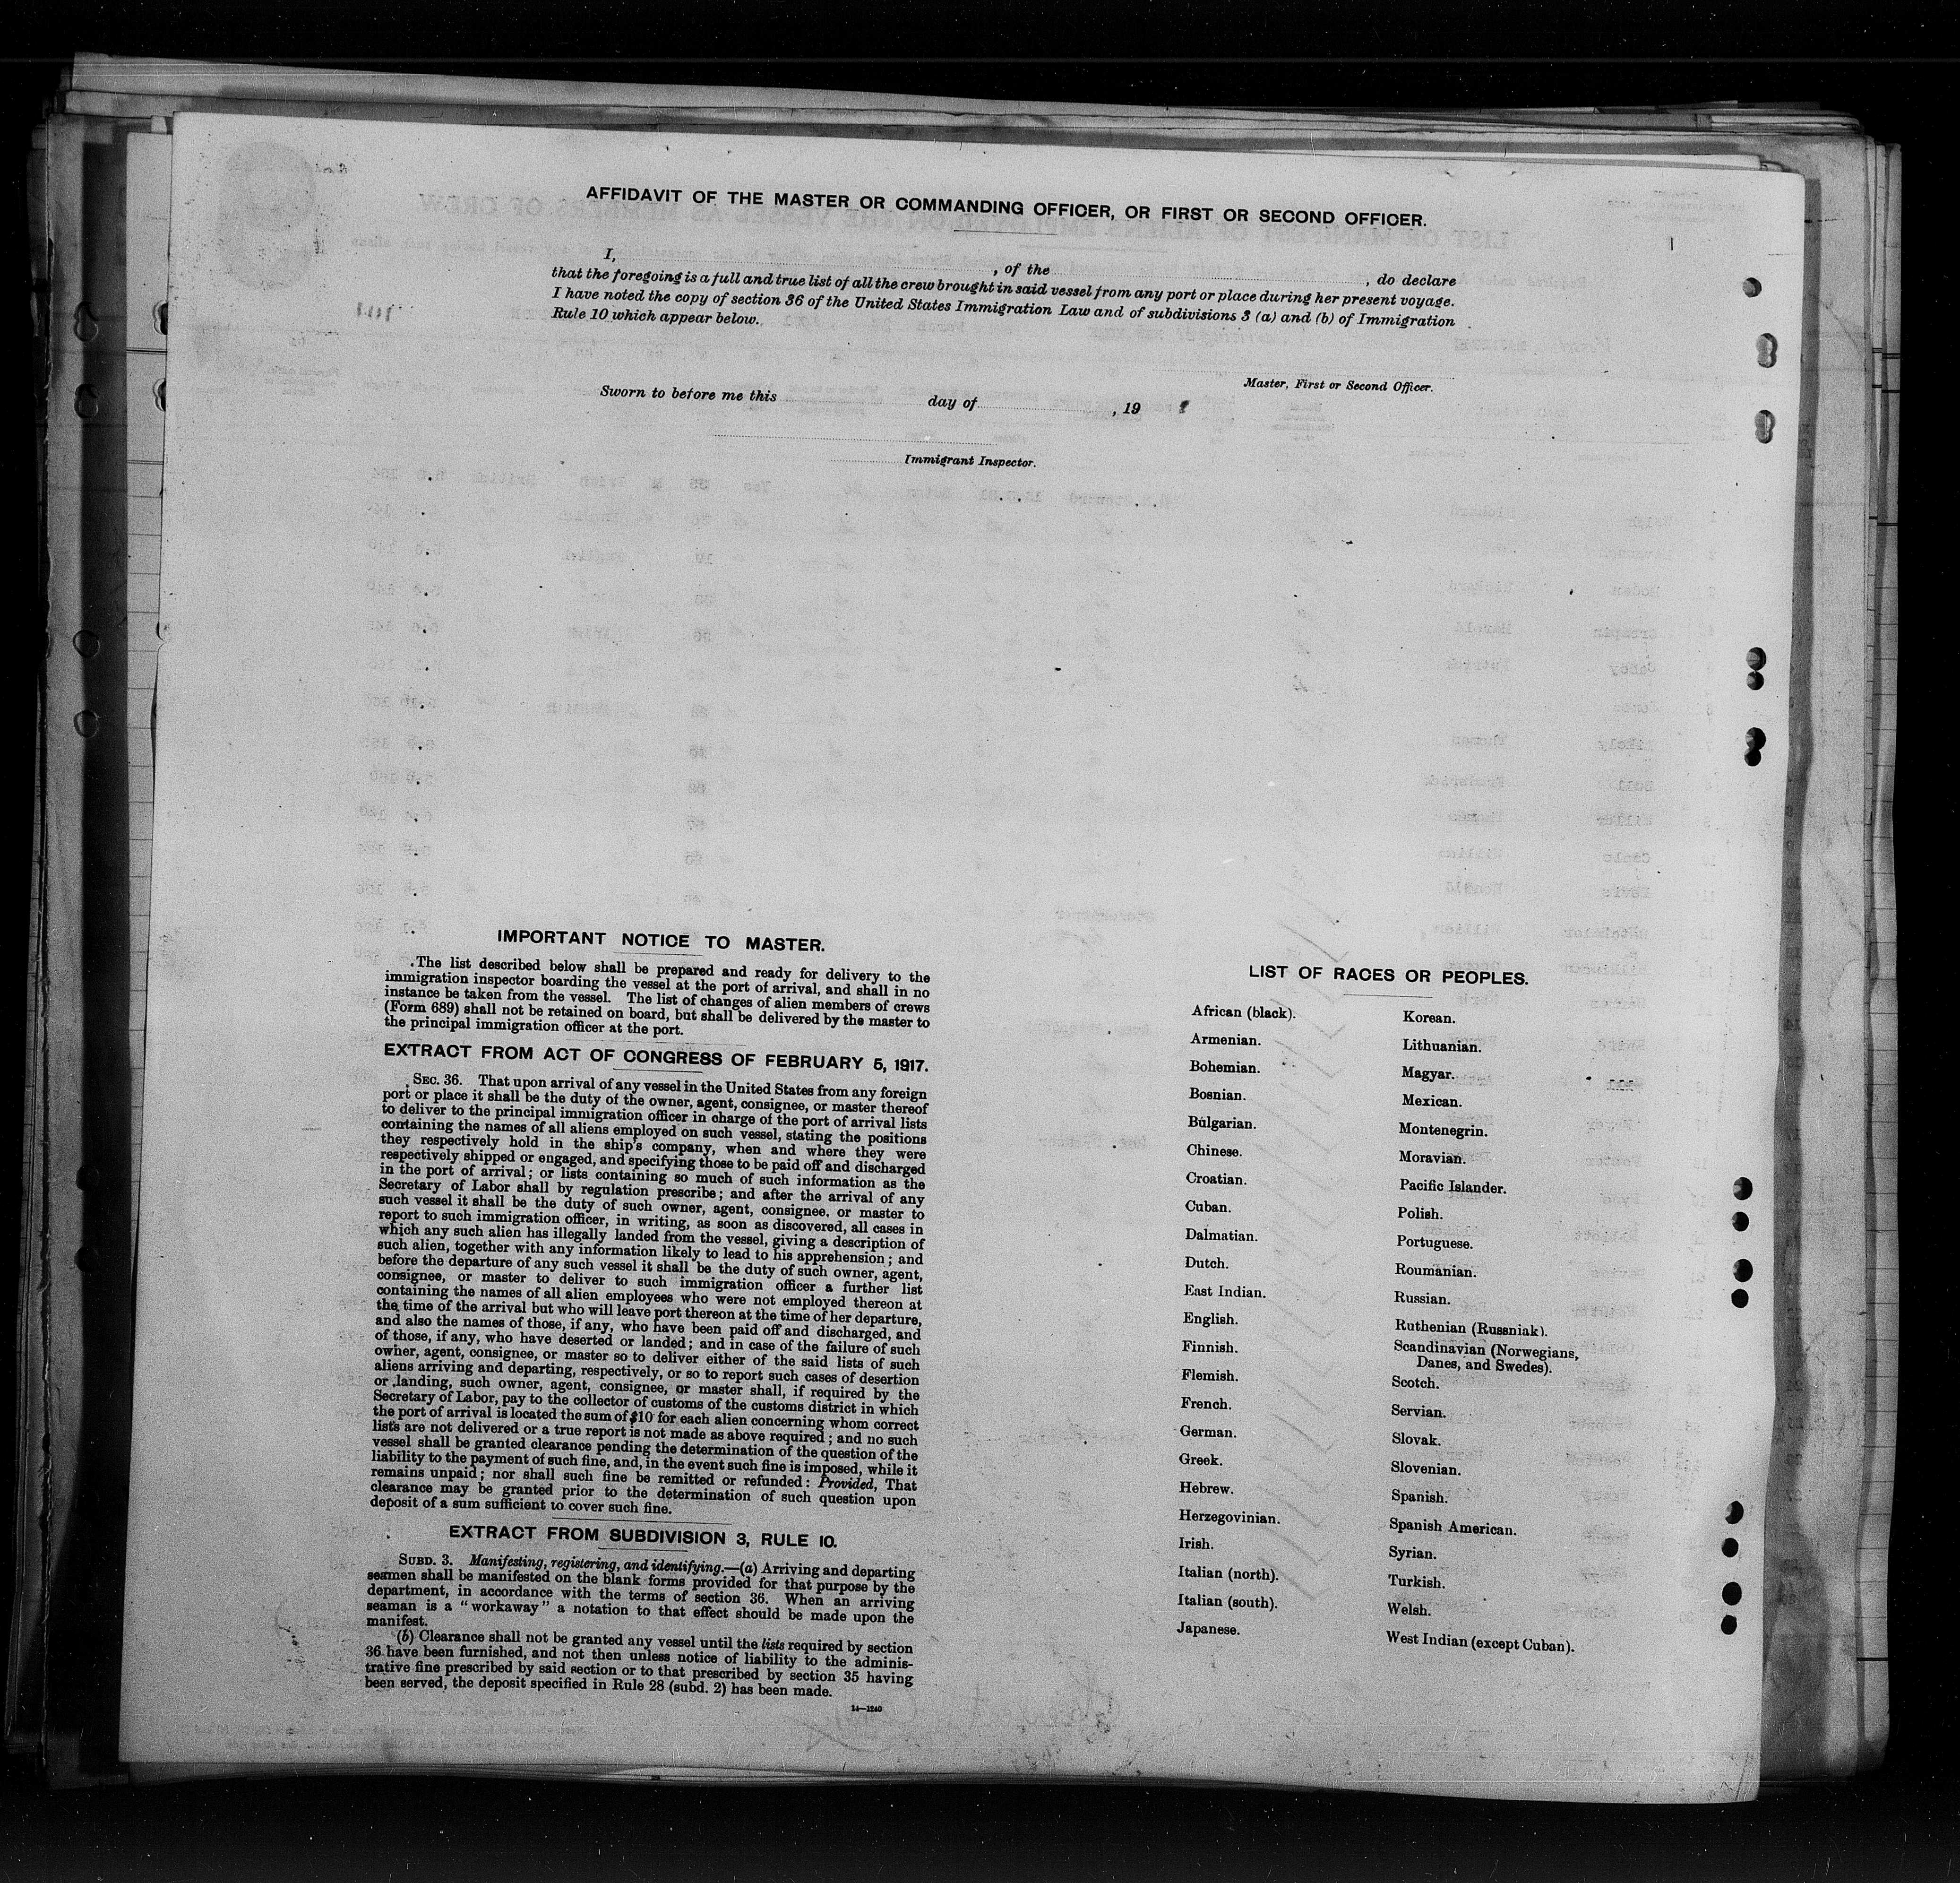 AFFIDAVIT OF THE MASTER OR COMMANDING OFFICER, OR FIRST OR SECOND OFFICER.
I, , of the , do declare
that the foregoing is a full and true list of all the crew brought in said vessel from any port or place during her present voyage.
I have noted the copy of section 36 of the United States Immigration Law and of subdivisions 3 (a) and (b) of Immigration
Rule 10 which appear below.
Master, First or Second Officer.
Sworn to before me this day of , 19
Immigrant Inspector.
IMPORTANT NOTICE TO MASTER.
The list described below shall be prepared and ready for delivery to the
immigration inspector boarding the vessel at the port of arrival, and shall in no
instance be taken from the vessel. The list of changes of alien members of crews
(Form 689) shall not be retained on board, but shall be delivered by the master to
the principal immigration officer at the port.
EXTRACT FROM ACT OF CONGRESS OF FEBRUARY 5, 1917.
SEC. 36. That upon arrival of any vessel in the United States from any foreign
port or place it shall be the duty of the owner, agent, consignee, or master thereof
to deliver to the principal immigration officer in charge of the port of arrival lists
containing the names of all aliens employed on such vessel, stating the positions
they respectively hold in the ship's company, when and where they were
respectively shipped or engaged, and specifying those to be paid off and discharged
in the port of arrival; or lists containing so much of such information as the
Secretary of Labor shall by regulation prescribe; and after the arrival of any
such vessel it shall be the duty of such owner, agent, consignee, or master to
report to such immigration officer, in writing, as soon as discovered, all cases in
which any such alien has illegally landed from the vessel, giving a description of
such alien, together with any information likely to lead to his apprehension; and
before the departure of any such vessel it shall be the duty of such owner, agent,
consignee, or master to deliver to such immigration officer a further list
containing the names of all alien employees who were not employed thereon at
the time of the arrival but who will leave port thereon at the time of her departure,
and also the names of those, if any, who have been paid off and discharged, and
of those, if any, who have deserted or landed; and in case of the failure of such
owner, agent, consignee, or master so to deliver either of the said lists of such
aliens arriving and departing, respectively, or so to report such cases of desertion
or landing, such owner, agent, consignee, or master shall, if required by the
Secretary of Labor, pay to the collector of customs of the customs district in which
the port of arrival is located the sum of $10 for each alien concerning whom correct
lists are not delivered or a true report is not made as above required; and no such
vessel shall be granted clearance pending the determination of the question of the
liability to the payment of such fine, and, in the event such fine is imposed, while it
remains unpaid; nor shall such fine be remitted or refunded: Provided, That
clearance may be granted prior to the determination of such question upon
deposit of a sum sufficient to cover such fine.
EXTRACT FROM SUBDIVISION 3, RULE 10.
SUBD. 3. Manifesting, registering, and identifying.—(a) Arriving and departing
seamen shall be manifested on the blank forms provided for that purpose by the
department, in accordance with the terms of section 36. When an arriving
seaman is a "workaway" a notation to that effect should be made upon the
manifest.
(b) Clearance shall not be granted any vessel until the lists required by section
36 have been furnished, and not then unless notice of liability to the adminis-
trative fine prescribed by said section or to that prescribed by section 35 having
been served, the deposit specified in Rule 28 (subd. 2) has been made.
14—1240
LIST OF RACES OR PEOPLES.
African (black).
Armenian.
Bohemian.
Bosnian.
Bulgarian.
Chinese.
Croatian.
Cuban.
Dalmatian.
Dutch.
East Indian.
English.
Finnish.
Flemish.
French.
German.
Greek.
Hebrew.
Herzegovinian.
Irish.
Italian (north).
Italian (south).
Japanese.
Korean.
Lithuanian.
Magyar.
Mexican.
Montenegrin.
Moravian.
Pacific Islander.
Polish.
Portuguese.
Roumanian.
Russian.
Ruthenian (Russniak).
Scandinavian (Norwegians,
Danes, and Swedes).
Scotch.
Servian.
Slovak.
Slovenian.
Spanish.
Spanish American.
Syrian.
Turkish.
Welsh.
West Indian (except Cuban).